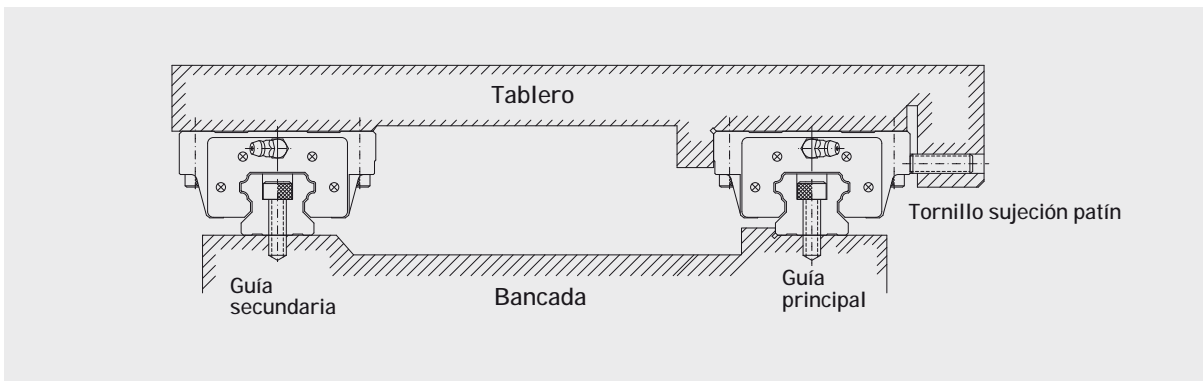 Tablero
Tornillo sujeción patín
Guía
secundaria
Bancada
Guía
principal